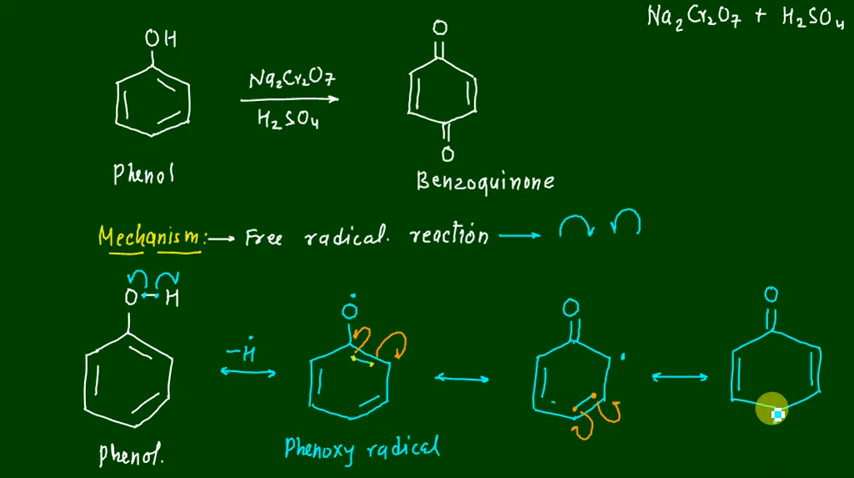 Na2Cr2O7 + H2SO4
OH
O
Na2Cr2O7
H2SO4
O
Phenol
Benzoquinone
Mechanism: → Free radical. reaction →
O - H
O
O
O
-H
Phenol.
Phenoxy radical